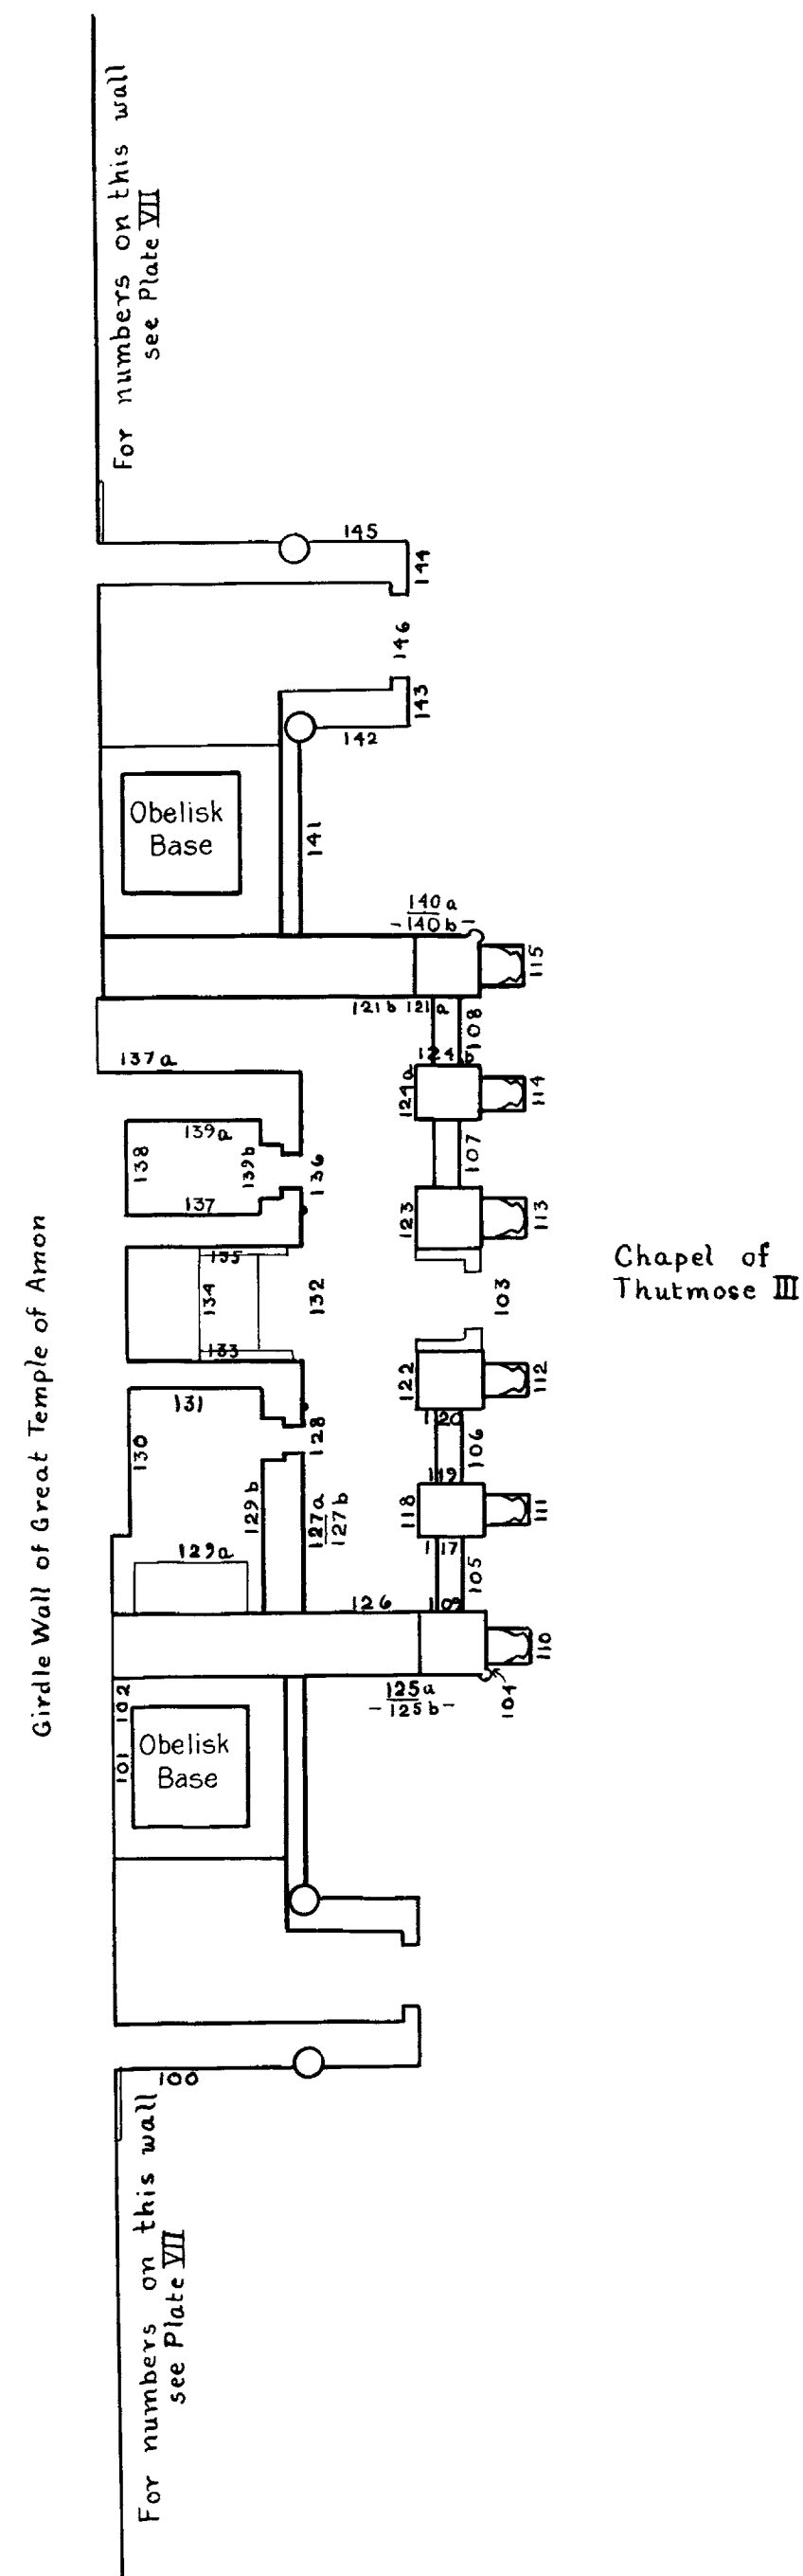 For numbers on this wall
see Plate VII
145
144
146
143
142
Obelisk
Base
141
140a
-140b-
115
121b 121a
108
137a
124b
124a
114
139a
138
139b
136
107
137
123
113
Girdle Wall of Great Temple of Amon
Chapel of
Thutmose III
135
134
132
103
133
122
112
131
120
128
106
130
119
129b
127a
127b
118
111
117
129a
105
126
109
110
125a
-125b-
104
102
101
Obelisk
Base
100
For numbers on this wall
see Plate VII